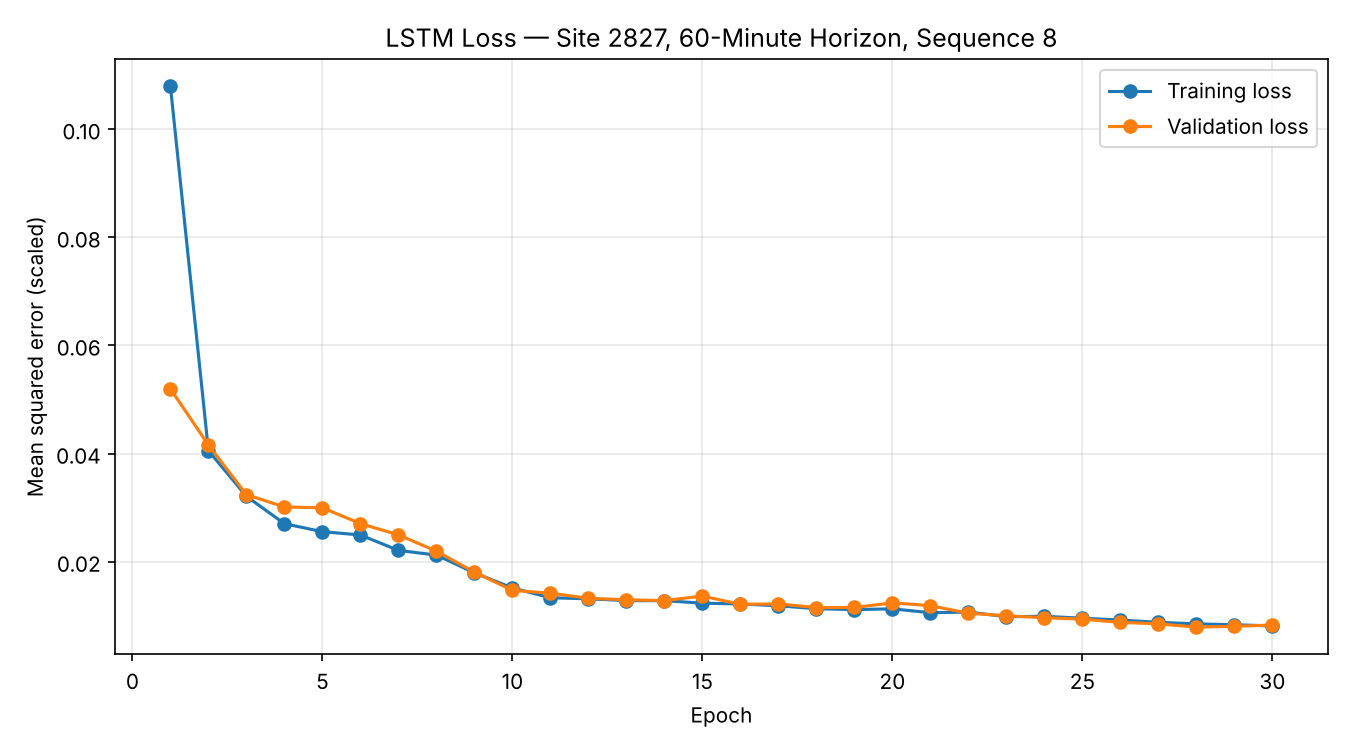 LSTM Loss — Site 2827, 60-Minute Horizon, Sequence 8
Training loss
Validation loss
Mean squared error (scaled)
0.10
0.08
0.06
0.04
0.02
0 5 10 15 20 25 30
Epoch